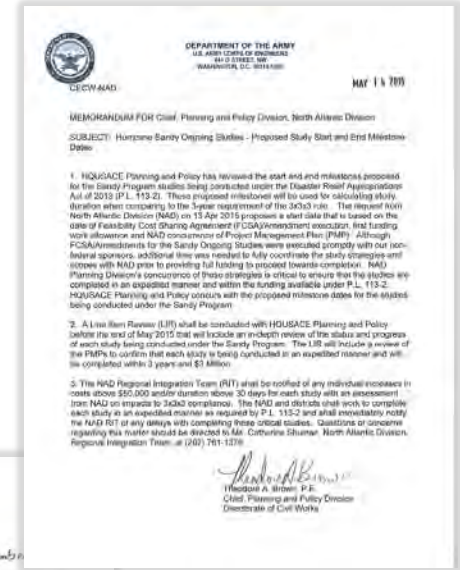 DEPARTMENT OF THE ARMY
U.S. ARMY CORPS OF ENGINEERS
441 G STREET, NW
WASHINGTON, D.C. 20314-1000
CECW-NAD
MAY 14 2015
MEMORANDUM FOR Chief, Planning and Policy Division, North Atlantic Division
SUBJECT: Hurricane Sandy Ongoing Studies - Proposed Study Start and End Milestone
Dates
1. HQUSACE Planning and Policy has reviewed the start and end milestones proposed
for the Sandy Program studies being conducted under the Disaster Relief Appropriations
Act of 2013 (P.L. 113-2). These proposed milestones will be used for calculating study
duration when comparing to the 3-year requirement of the 3x3x3 rule. The request from
North Atlantic Division (NAD) on 13 Apr 2015 proposes a start date that is based on the
date of Feasibility Cost Sharing Agreement (FCSA)/Amendment execution, first funding
work allowance and NAD concurrence of Project Management Plan (PMP). Although
FCSA/Amendments for the Sandy Ongoing Studies were executed promptly with our non-
federal sponsors, additional time was needed to fully coordinate the study strategies and
scopes with NAD prior to providing full funding to proceed towards completion. NAD
Planning Division's concurrence of these strategies is critical to ensure that the studies are
completed in an expedited manner and within the funding available under P.L. 113-2.
HQUSACE Planning and Policy concurs with the proposed milestone dates for the studies
being conducted under the Sandy Program.
2. A Line Item Review (LIR) shall be conducted with HQUSACE Planning and Policy
before the end of May 2015 that will include an in-depth review of the status and progress
of each study being conducted under the Sandy Program. The LIR will include a review of
the PMPs to confirm that each study is being conducted in an expedited manner and will
be completed within 3 years and $3 Million.
3. The NAD Regional Integration Team (RIT) shall be notified of any individual increases in
costs above $50,000 and/or duration above 30 days for each study with an assessment
from NAD on impacts to 3x3x3 compliance. The NAD and districts shall work to complete
each study in an expedited manner as required by P.L. 113-2 and shall immediately notify
the NAD RIT of any delays with completing these critical studies. Questions or concerns
regarding this matter should be directed to Ms. Catherine Shuman, North Atlantic Division
Regional Integration Team, at (202) 761-1379.
Theodore A. Brown, P.E.
Chief, Planning and Policy Division
Directorate of Civil Works